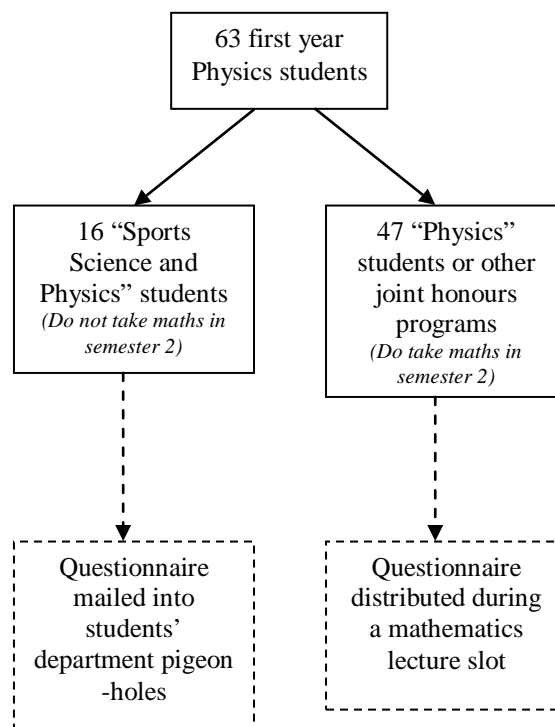 63 first year
Physics students
16 “Sports
Science and
Physics” students
(Do not take maths in
semester 2)
47 “Physics”
students or other
joint honours
programs
(Do take maths in
semester 2)
Questionnaire
mailed into
students’
department pigeon
-holes
Questionnaire
distributed during
a mathematics
lecture slot